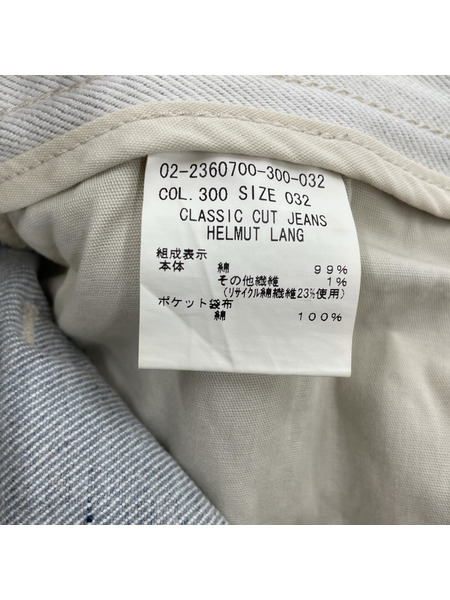 02-2360700-300-032
COL. 300 SIZE 032
CLASSIC CUT JEANS
HELMUT LANG
組成表示
本体 綿 99%
その他繊維 1%
(リサイクル綿繊維23%使用)
ポケット袋布
綿 100%